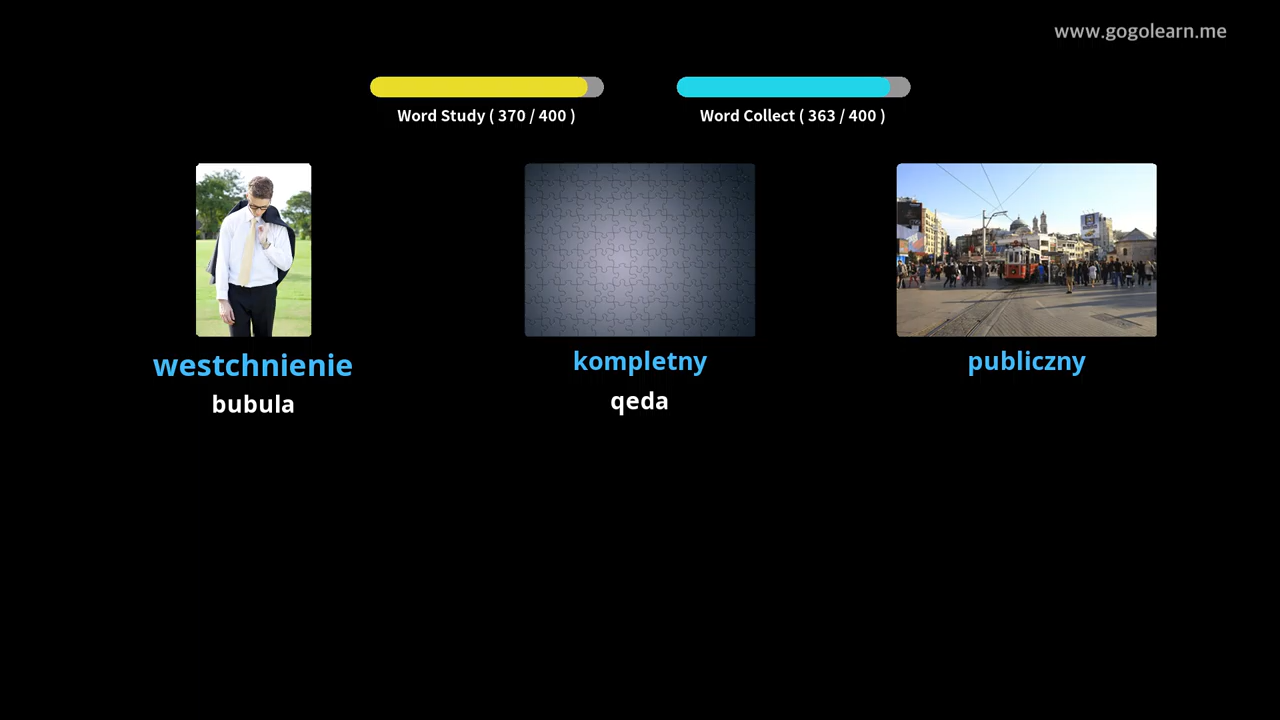 www.gogolearn.me
Word Study ( 370 / 400 )
Word Collect ( 363 / 400 )
westchnienie
kompletny
publiczny
bubula
qeda